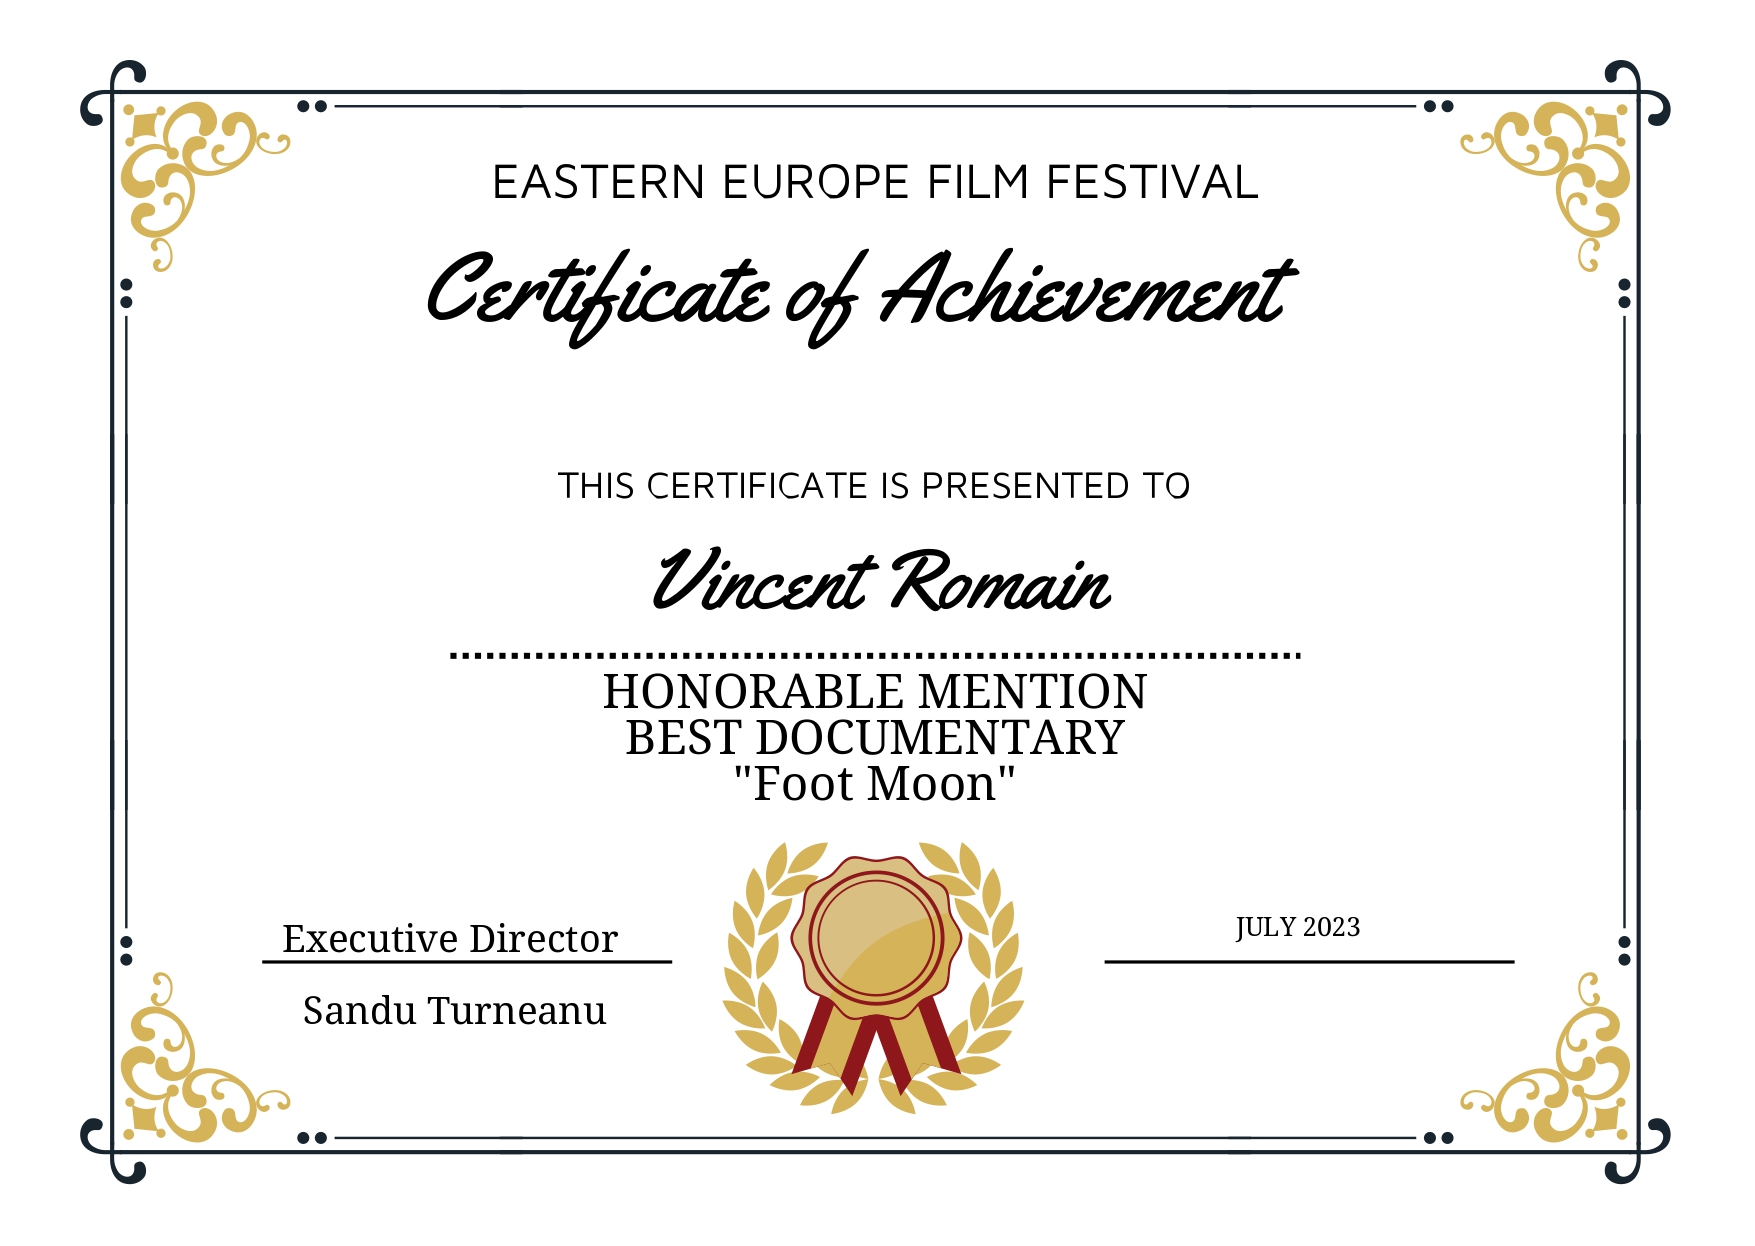 EASTERN EUROPE FILM FESTIVAL
Certificate of Achievement
THIS CERTIFICATE IS PRESENTED TO
Vincent Romain
HONORABLE MENTION
BEST DOCUMENTARY
"Foot Moon"
Executive Director
Sandu Turneanu
JULY 2023